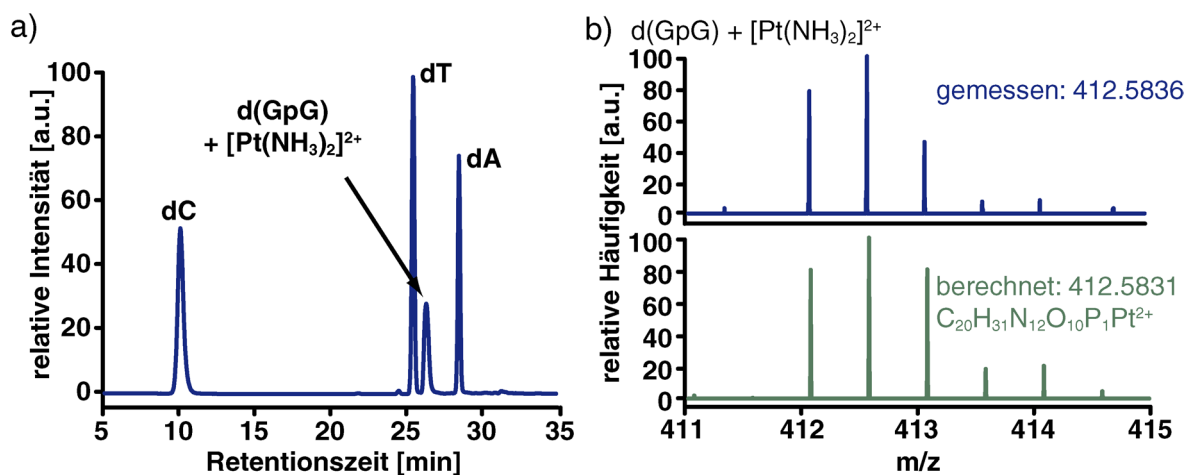 a)
relative Intensität [a.u.]
100
80
60
40
20
0
dC
d(GpG)
+ [Pt(NH₃)₂]²⁺
dT
dA
5 10 15 20 25 30 35
Retentionszeit [min]
b) d(GpG) + [Pt(NH₃)₂]²⁺
relative Häufigkeit [a.u.]
100
80
60
40
20
0
gemessen: 412.5836
100
80
60
40
20
0
berechnet: 412.5831
C₂₀H₃₁N₁₂O₁₀P₁Pt²⁺
411 412 413 414 415
m/z